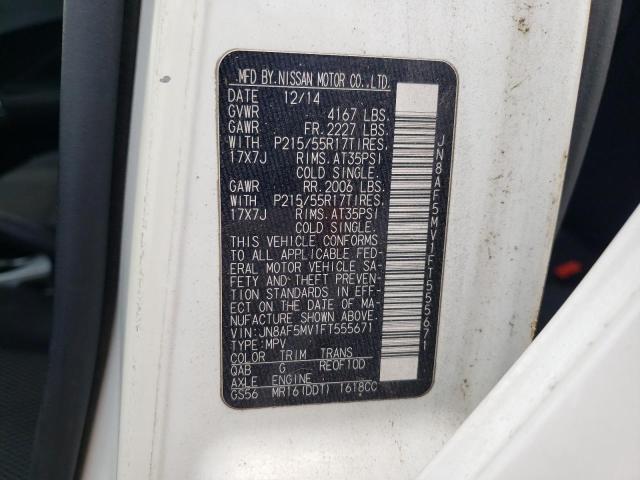 MFD BY.NISSAN MOTOR CO.,LTD.
DATE 12/14
GVWR 4167 LBS.
GAWR FR. 2227 LBS.
WITH P215/55R17TIRES.
17X7J RIMS. AT35PSI
COLD SINGLE.
GAWR RR. 2006 LBS.
WITH P215/55R17TIRES.
17X7J RIMS. AT35PSI
COLD SINGLE.
THIS VEHICLE CONFORMS
TO ALL APPLICABLE FED-
ERAL MOTOR VEHICLE SA-
FETY AND THEFT PREVEN-
TION STANDARDS IN EFF-
ECT ON THE DATE OF MA-
NUFACTURE SHOWN ABOVE.
VIN:JN8AF5MV1FT555671
TYPE:MPV
COLOR TRIM TRANS
QAB G RE0F10D
AXLE ENGINE
GS56 MR16(DDT) 1618CC
JN8AF5MV1FT555671